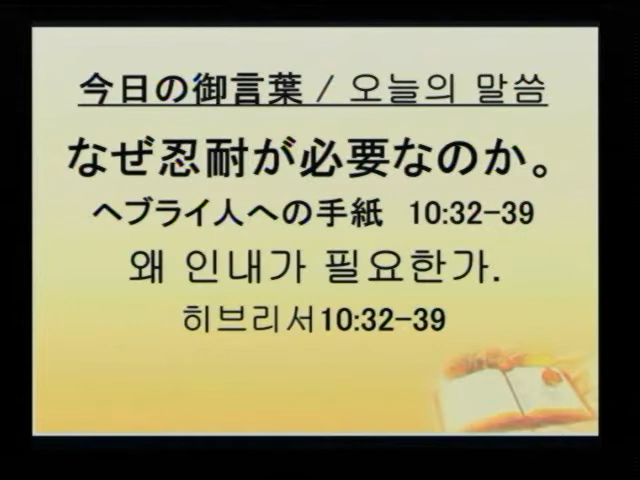 今日の御言葉 / 오늘의 말씀
なぜ忍耐が必要なのか。
ヘブライ人への手紙 10:32-39
왜 인내가 필요한가.
히브리서10:32-39